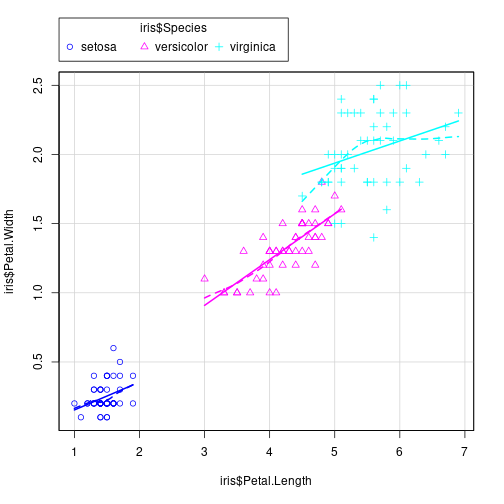 iris$Species
setosa versicolor virginica
2.5
2.0
1.5
1.0
0.5
iris$Petal.Width
1 2 3 4 5 6 7
iris$Petal.Length